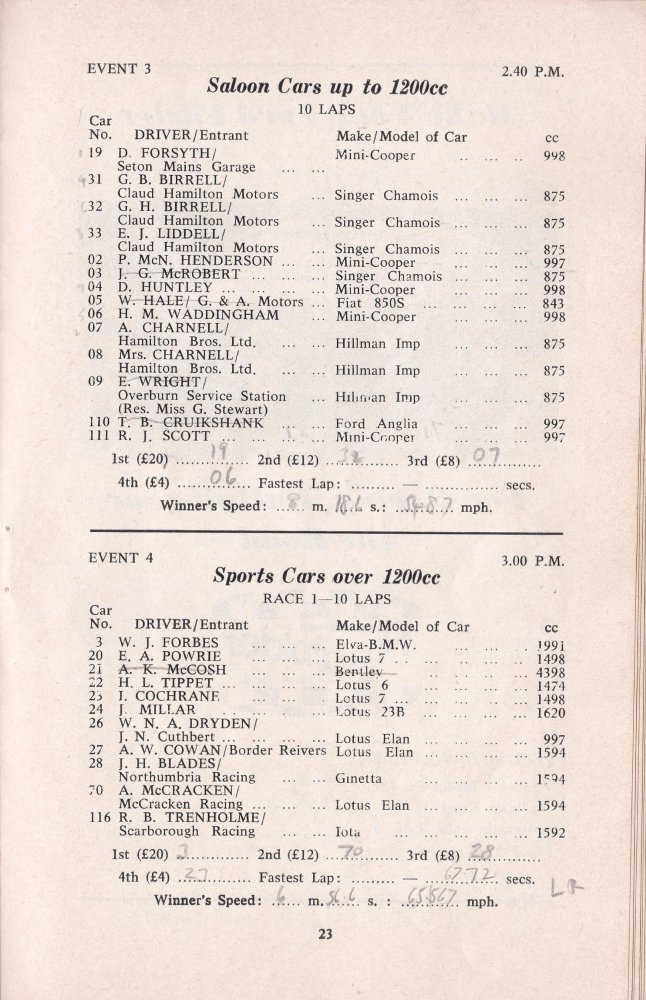 EVENT 3 2.40 P.M.
Saloon Cars up to 1200cc
10 LAPS
Car
No. DRIVER/Entrant Make/Model of Car cc
19 D. FORSYTH/ Mini-Cooper .. ... ... 998
Seton Mains Garage ... ...
31 G. B. BIRRELL/
Claud Hamilton Motors ... Singer Chamois ... ... ... 875
32 G. H. BIRRELL/
Claud Hamilton Motors ... Singer Chamois ... ... ... 875
33 E. J. LIDDELL/
Claud Hamilton Motors ... Singer Chamois ... ... ... 875
02 P. McN. HENDERSON ... ... Mini-Cooper ... ... ... 997
03 J. G. McROBERT ... ... ... Singer Chamois ... ... ... 875
04 D. HUNTLEY ... ... ... ... Mini-Cooper ... ... ... 998
05 W. HALE/ G. & A. Motors ... Fiat 850S ... ... ... ... 843
06 H. M. WADDINGHAM ... Mini-Cooper ... ... ... 998
07 A. CHARNELL/
Hamilton Bros. Ltd. ... ... Hillman Imp ... ... ... 875
08 Mrs. CHARNELL/
Hamilton Bros. Ltd. ... ... Hillman Imp ... ... ... 875
09 E. WRIGHT/
Overburn Service Station ... Hillman Imp ... ... ... 875
(Res. Miss G. Stewart)
110 T. B. CRUIKSHANK ... ... Ford Anglia ... ... ... 997
111 R. J. SCOTT ... ... ... ... Mini-Cooper ... ... ... 997
1st (£20) 19 2nd (£12) 32 3rd (£8) 07
4th (£4) 06 Fastest Lap: ......... — ......... secs.
Winner's Speed: 8 m. 18.6 s.: 54.87 mph.
EVENT 4 3.00 P.M.
Sports Cars over 1200cc
RACE 1—10 LAPS
Car
No. DRIVER/Entrant Make/Model of Car cc
3 W. J. FORBES ... ... ... Elva-B.M.W. ... ... ... 1991
20 E. A. POWRIE ... ... ... Lotus 7 ... ... ... ... 1498
21 A. K. McCOSH ... ... ... Bentley ... ... ... ... 4398
22 H. L. TIPPET ... ... ... ... Lotus 6 ... ... ... ... 1474
23 J. COCHRANE ... ... ... Lotus 7 ... ... ... ... 1498
24 J. MILLAR ... ... ... ... Lotus 23B ... ... ... ... 1620
26 W. N. A. DRYDEN/
J. N. Cuthbert ... ... ... Lotus Elan ... ... ... ... 997
27 A. W. COWAN/Border Reivers Lotus Elan ... ... ... ... 1594
28 J. H. BLADES/
Northumbria Racing ... ... Ginetta ... ... ... ... 1594
70 A. McCRACKEN/
McCracken Racing ... ... Lotus Elan ... ... ... ... 1594
116 R. B. TRENHOLME/
Scarborough Racing ... ... Iota ... ... ... ... 1592
1st (£20) 3 2nd (£12) 70 3rd (£8) 28
4th (£4) 23 Fastest Lap: ......... — 67.72 secs.
Winner's Speed: 6 m. 56.6 s. : 65.567 mph.
23